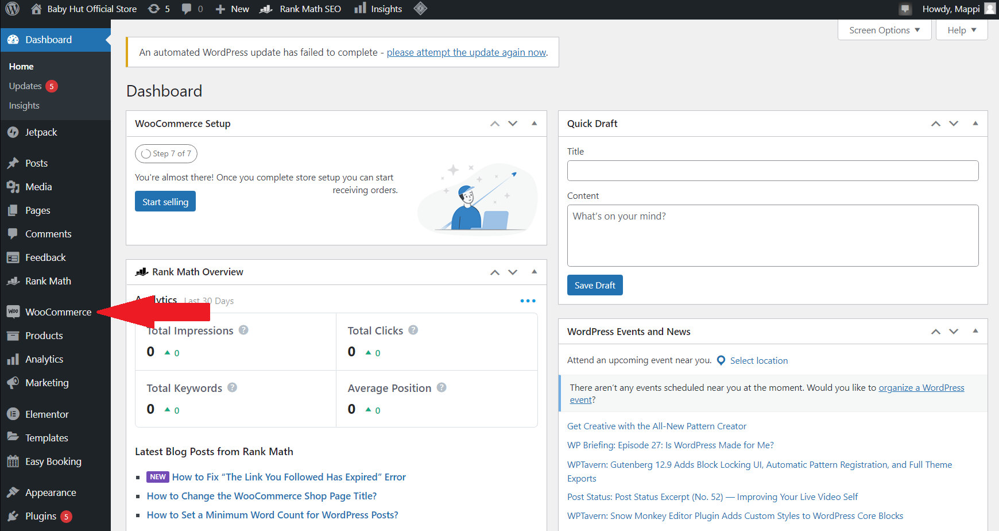 Baby Hut Official Store 5 0 New Rank Math SEO Insights Howdy, Mappi
Screen Options Help
Dashboard
Home
Updates 5
Insights
Jetpack
Posts
Media
Pages
Comments
Feedback
Rank Math
Woo WooCommerce
Products
Analytics
Marketing
Elementor
Templates
Easy Booking
Appearance
Plugins 5
An automated WordPress update has failed to complete - please attempt the update again now.
Dashboard
WooCommerce Setup
Step 7 of 7
You're almost there! Once you complete store setup you can start
receiving orders.
Start selling
Rank Math Overview
Analytics Last 30 Days
Total Impressions ?
0 0
Total Clicks ?
0 0
Total Keywords ?
0 0
Average Position ?
0 0
Latest Blog Posts from Rank Math
NEW How to Fix “The Link You Followed Has Expired” Error
How to Change the WooCommerce Shop Page Title?
How to Set a Minimum Word Count for WordPress Posts?
Quick Draft
Title
Content
What’s on your mind?
Save Draft
WordPress Events and News
Attend an upcoming event near you. Select location
There aren’t any events scheduled near you at the moment. Would you like to organize a WordPress
event?
Get Creative with the All-New Pattern Creator
WP Briefing: Episode 27: Is WordPress Made for Me?
WPTavern: Gutenberg 12.9 Adds Block Locking UI, Automatic Pattern Registration, and Full Theme
Exports
Post Status: Post Status Excerpt (No. 52) — Improving Your Live Video Self
WPTavern: Snow Monkey Editor Plugin Adds Custom Styles to WordPress Core Blocks